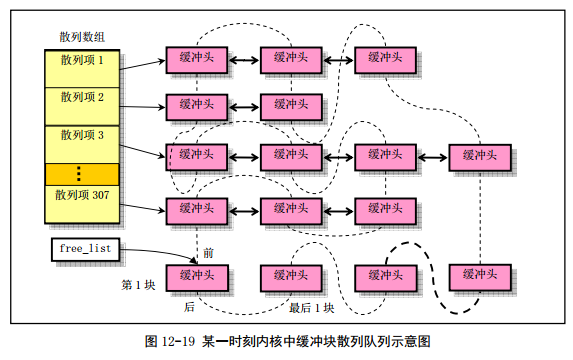 散列数组
散列项 1 缓冲头 缓冲头 缓冲头
散列项 2 缓冲头 缓冲头
散列项 3 缓冲头 缓冲头 缓冲头 缓冲头
⋮
散列项 307 缓冲头 缓冲头 缓冲头
free_list 前
第 1 块 缓冲头 缓冲头 缓冲头 缓冲头
后 最后 1 块
图 12-19 某一时刻内核中缓冲块散列队列示意图